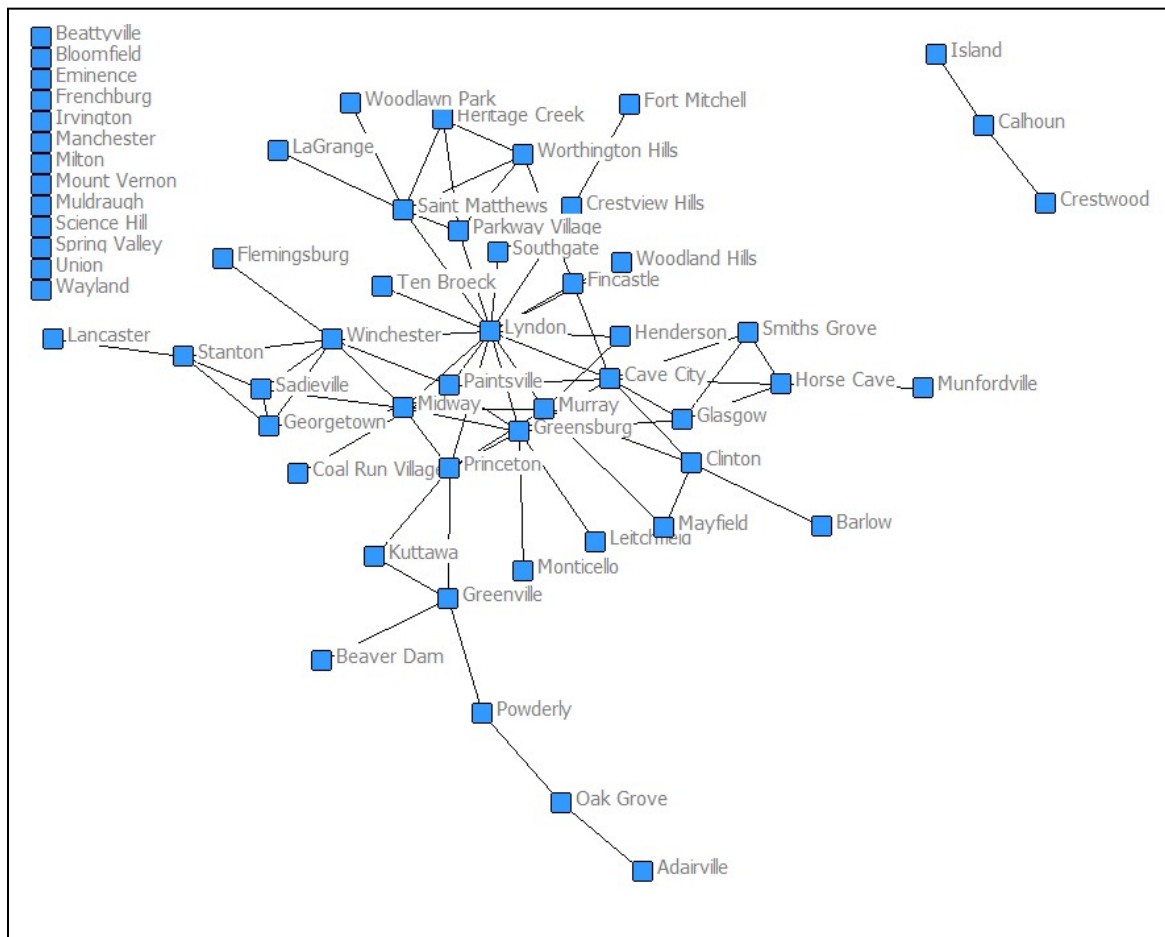 Beattyville
Bloomfield
Eminence
Frenchburg
Irvington
Manchester
Milton
Mount Vernon
Muldraugh
Science Hill
Spring Valley
Union
Wayland
Island
Calhoun
Crestwood
Woodlawn Park
Heritage Creek
Fort Mitchell
LaGrange
Worthington Hills
Saint Matthews
Crestview Hills
Parkway Village
Southgate
Flemingsburg
Woodland Hills
Ten Broeck
Fincastle
Lancaster
Winchester
Lyndon
Henderson
Smiths Grove
Stanton
Sadieville
Paintsville
Cave City
Horse Cave
Munfordville
Georgetown
Midway
Murray
Glasgow
Greensburg
Coal Run Village
Princeton
Clinton
Leitchfield
Mayfield
Barlow
Kuttawa
Monticello
Greenville
Beaver Dam
Powderly
Oak Grove
Adairville